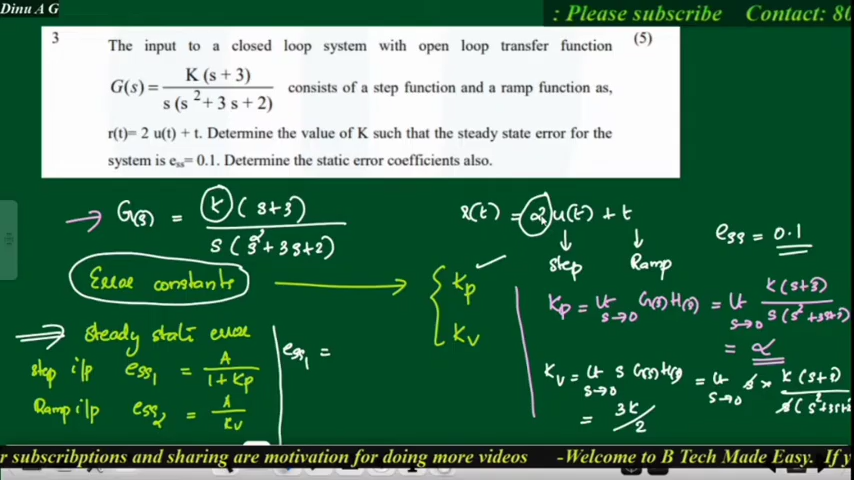 Dinu A G
: Please subscribe Contact: 80
3 The input to a closed loop system with open loop transfer function (5)
G(s)= K (s + 3) / s (s ² + 3 s + 2) consists of a step function and a ramp function as,
r(t)= 2 u(t) + t. Determine the value of K such that the steady state error for the
system is eₛₛ= 0.1. Determine the static error coefficients also.
G(s) = K (s+3) / s (s² + 3s+2)
r(t) = 2 u(t) + t
Step Ramp
ess = 0.1
Error constants
{ Kp
Kv
Kp = Lt s→0 G(s) H(s) = Lt s→0 K(s+3) / s(s²+3s+2)
= ∞
Kv = Lt s→0 s G(s) H(s) = Lt s→0 s × K(s+3) / s(s²+3s+2
= 3K/2
Steady state error
Step i/p ess₁ = A / 1+Kp
Ramp i/p ess₂ = A / Kv
ess₁ =
r subscribptions and sharing are motivation for doing more videos -Welcome to B Tech Made Easy. If y